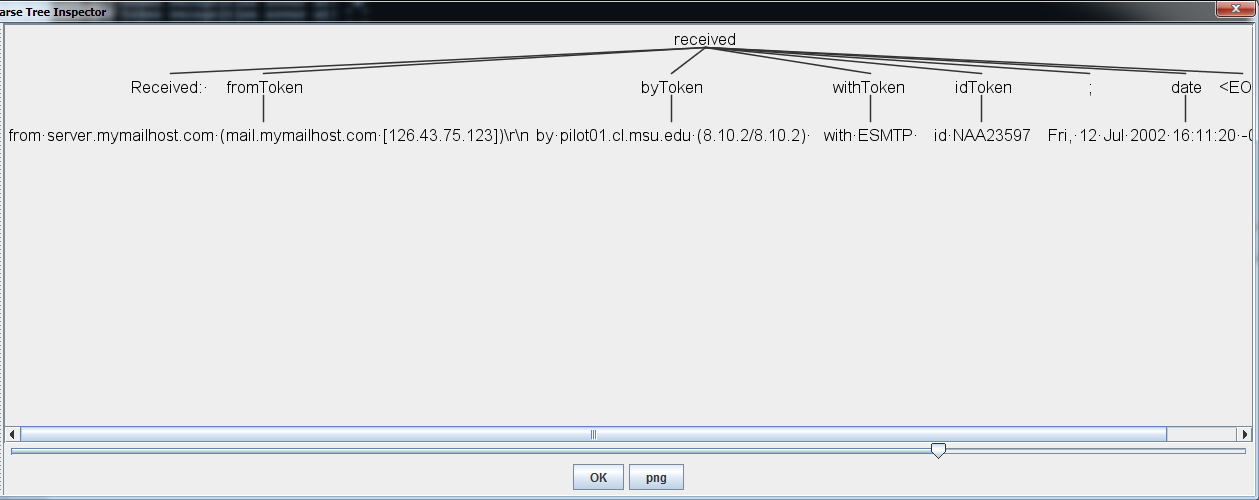 arse Tree Inspector
received
Received:· fromToken byToken withToken idToken ; date <EO
from·server.mymailhost.com·(mail.mymailhost.com·[126.43.75.123])\r\n by·pilot01.cl.msu.edu·(8.10.2/8.10.2)· with·ESMTP· id·NAA23597 Fri,·12·Jul·2002·16:11:20·-0
OK png